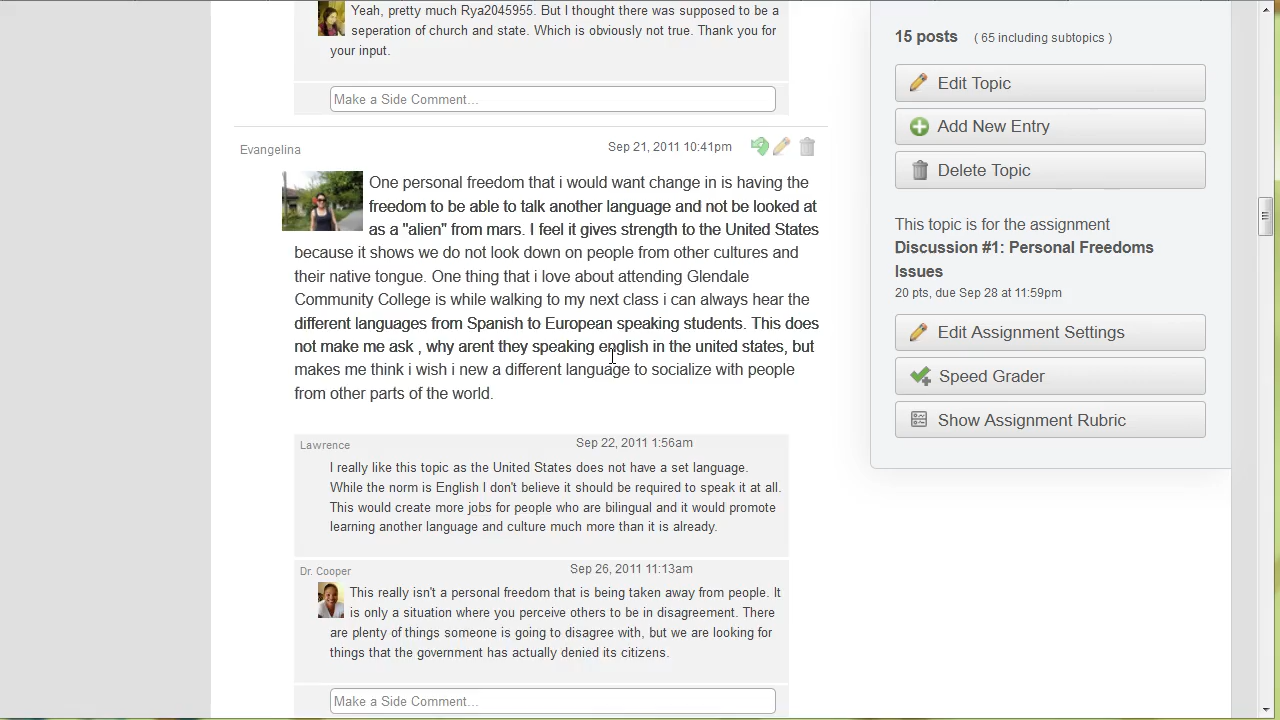 Yeah, pretty much Rya2045955. But I thought there was supposed to be a
seperation of church and state. Which is obviously not true. Thank you for
your input.
Make a Side Comment...
Evangelina
Sep 21, 2011 10:41pm
One personal freedom that i would want change in is having the
freedom to be able to talk another language and not be looked at
as a "alien" from mars. I feel it gives strength to the United States
because it shows we do not look down on people from other cultures and
their native tongue. One thing that i love about attending Glendale
Community College is while walking to my next class i can always hear the
different languages from Spanish to European speaking students. This does
not make me ask , why arent they speaking english in the united states, but
makes me think i wish i new a different language to socialize with people
from other parts of the world.
Lawrence
Sep 22, 2011 1:56am
I really like this topic as the United States does not have a set language.
While the norm is English I don't believe it should be required to speak it at all.
This would create more jobs for people who are bilingual and it would promote
learning another language and culture much more than it is already.
Dr. Cooper
Sep 26, 2011 11:13am
This really isn't a personal freedom that is being taken away from people. It
is only a situation where you perceive others to be in disagreement. There
are plenty of things someone is going to disagree with, but we are looking for
things that the government has actually denied its citizens.
Make a Side Comment...
15 posts ( 65 including subtopics )
Edit Topic
Add New Entry
Delete Topic
This topic is for the assignment
Discussion #1: Personal Freedoms
Issues
20 pts, due Sep 28 at 11:59pm
Edit Assignment Settings
Speed Grader
Show Assignment Rubric